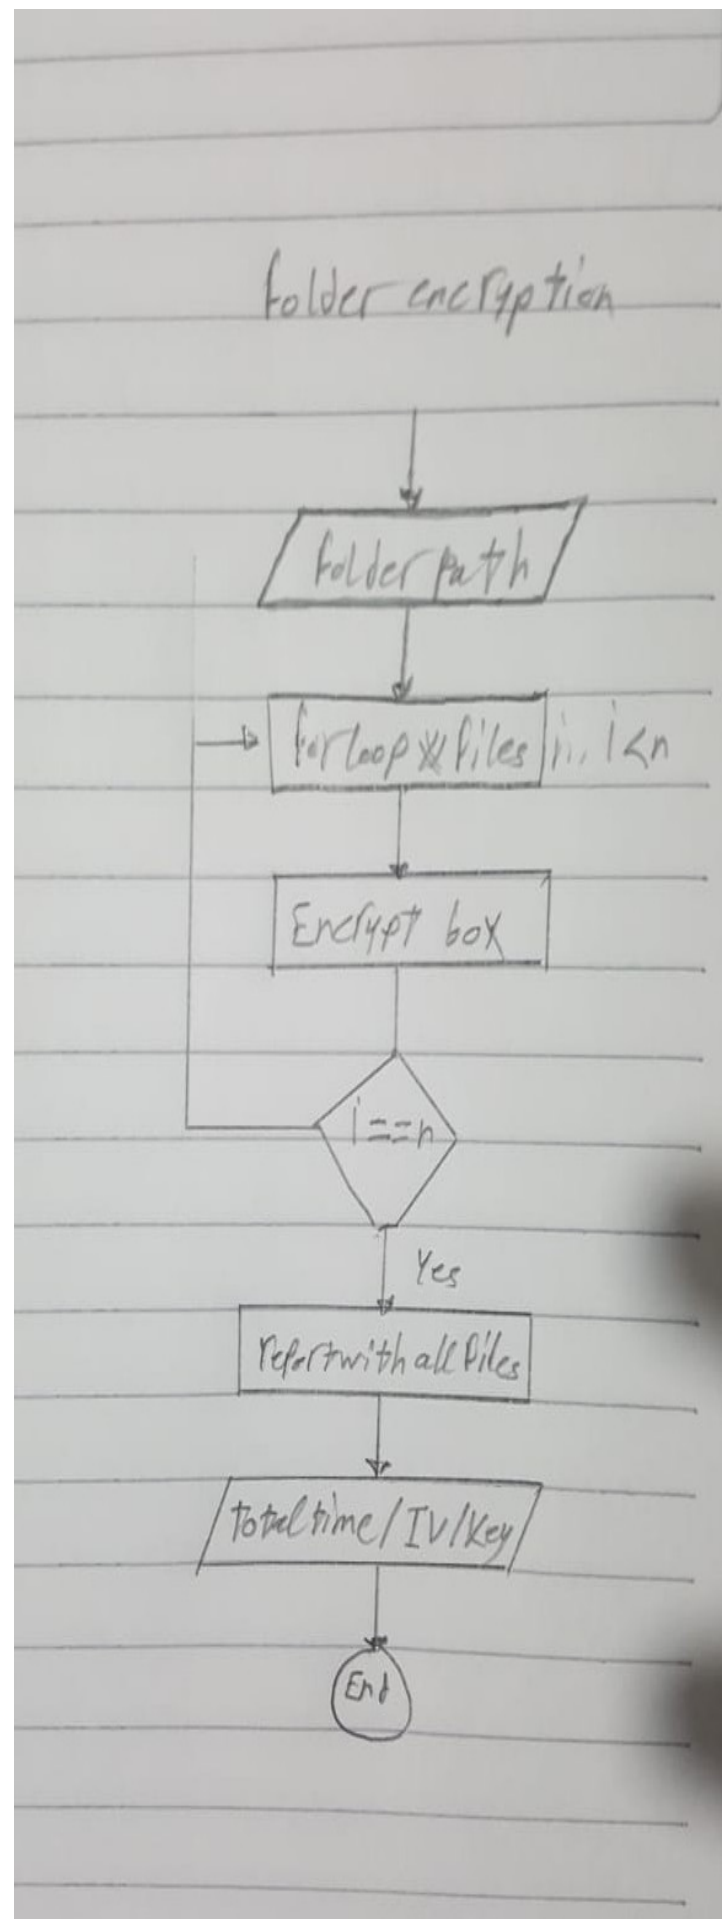 folder encryption
folder path
for loop files i, i<n
Encrypt box
i==n
Yes
report with all files
total time/IV/Key
End